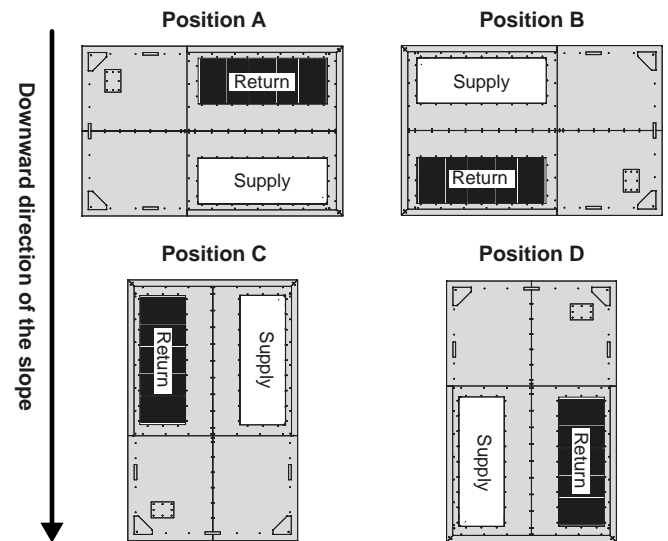 Position A
Position B
Downward direction of the slope
Return
Supply
Supply
Return
Position C
Position D
Return
Supply
Supply
Return